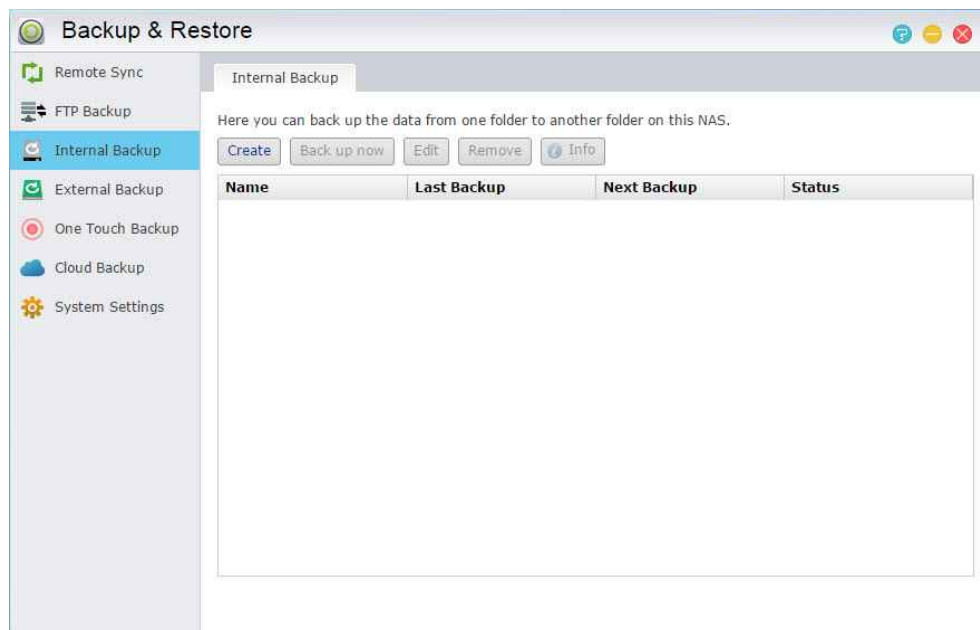 Backup & Restore
Remote Sync
FTP Backup
Internal Backup
External Backup
One Touch Backup
Cloud Backup
System Settings
Internal Backup
Here you can back up the data from one folder to another folder on this NAS.
Create Back up now Edit Remove Info
Name Last Backup Next Backup Status